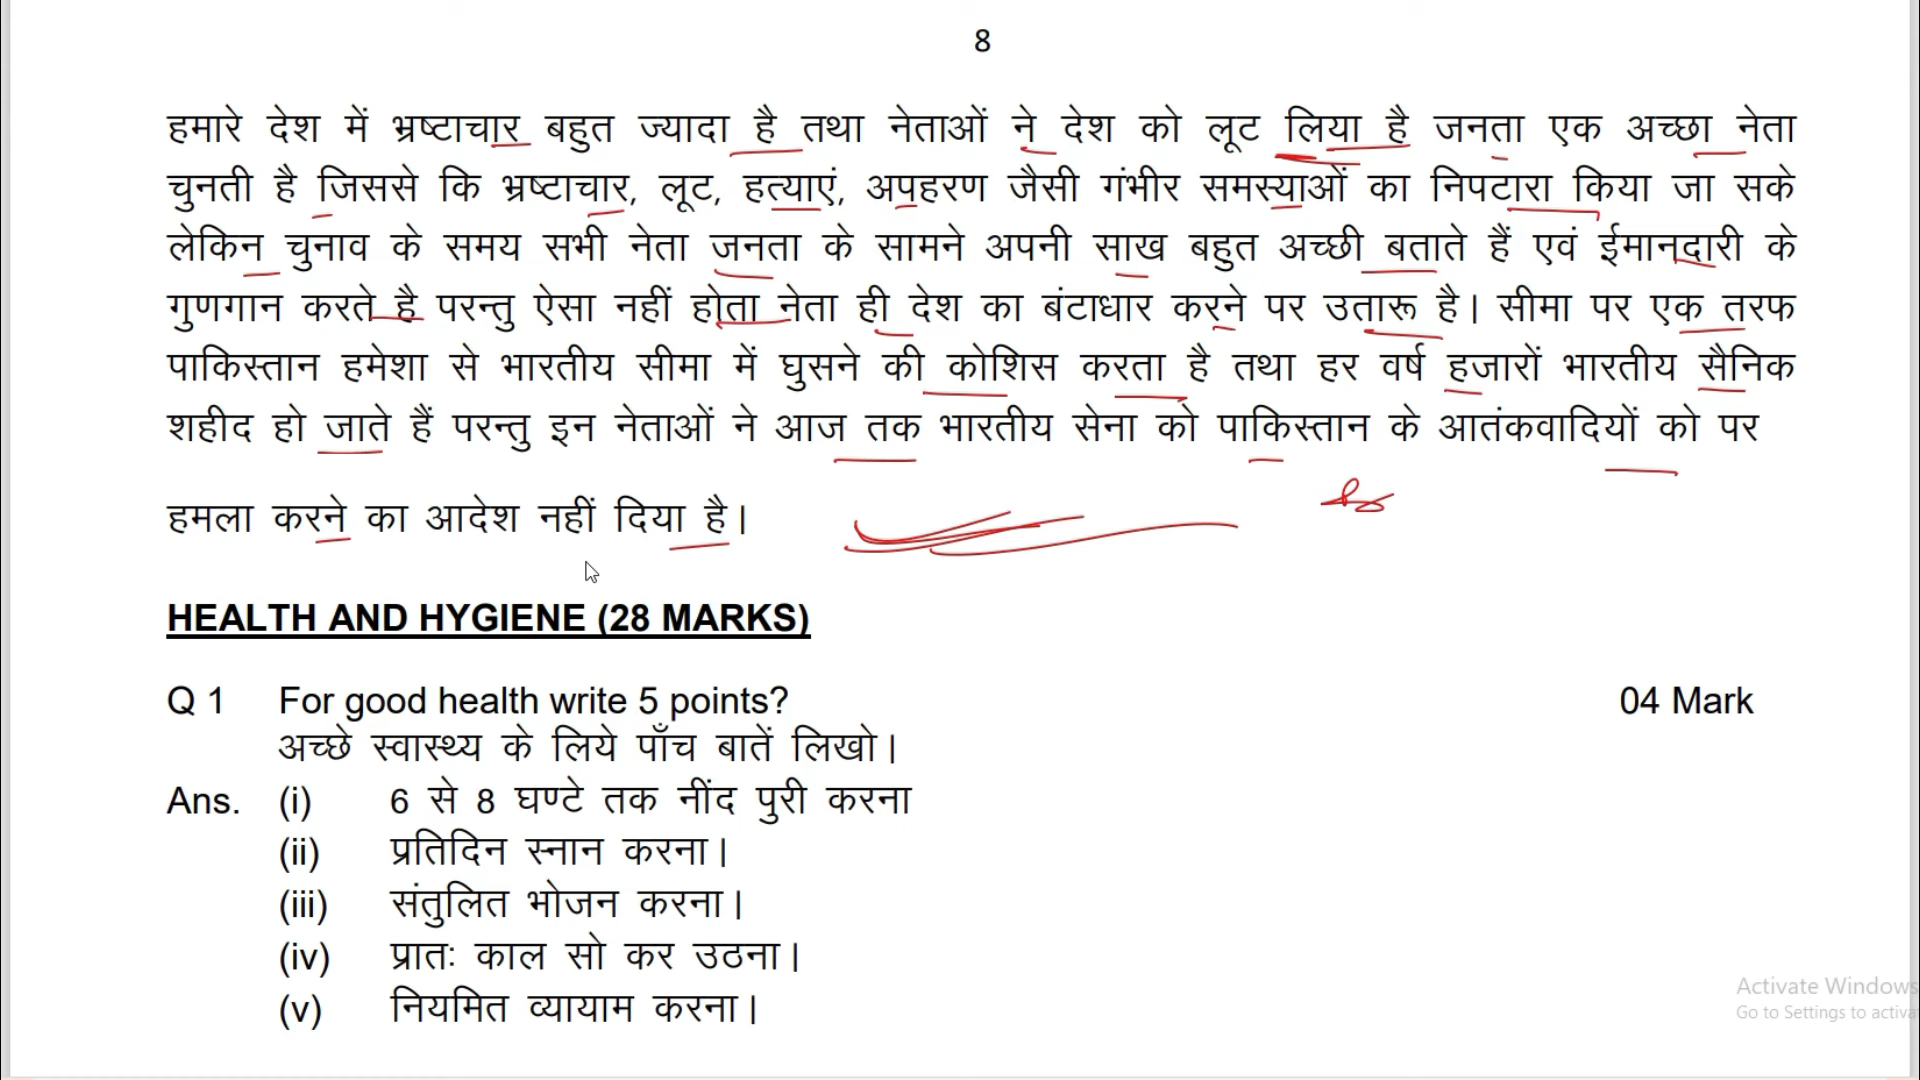 8
हमारे देश में भ्रष्टाचार बहुत ज्यादा है तथा नेताओं ने देश को लूट लिया है जनता एक अच्छा नेता
चुनती है जिससे कि भ्रष्टाचार, लूट, हत्याएं, अपहरण जैसी गंभीर समस्याओं का निपटारा किया जा सके
लेकिन चुनाव के समय सभी नेता जनता के सामने अपनी साख बहुत अच्छी बताते हैं एवं ईमानदारी के
गुणगान करते है परन्तु ऐसा नहीं होता नेता ही देश का बंटाधार करने पर उतारू है। सीमा पर एक तरफ
पाकिस्तान हमेशा से भारतीय सीमा में घुसने की कोशिस करता है तथा हर वर्ष हजारों भारतीय सैनिक
शहीद हो जाते हैं परन्तु इन नेताओं ने आज तक भारतीय सेना को पाकिस्तान के आतंकवादियों को पर
हमला करने का आदेश नहीं दिया है।
HEALTH AND HYGIENE (28 MARKS)
Q 1 For good health write 5 points? 04 Mark
अच्छे स्वास्थ्य के लिये पाँच बातें लिखो।
Ans. (i) 6 से 8 घण्टे तक नींद पुरी करना
(ii) प्रतिदिन स्नान करना।
(iii) संतुलित भोजन करना।
(iv) प्रातः काल सो कर उठना।
(v) नियमित व्यायाम करना।
Activate Windows
Go to Settings to